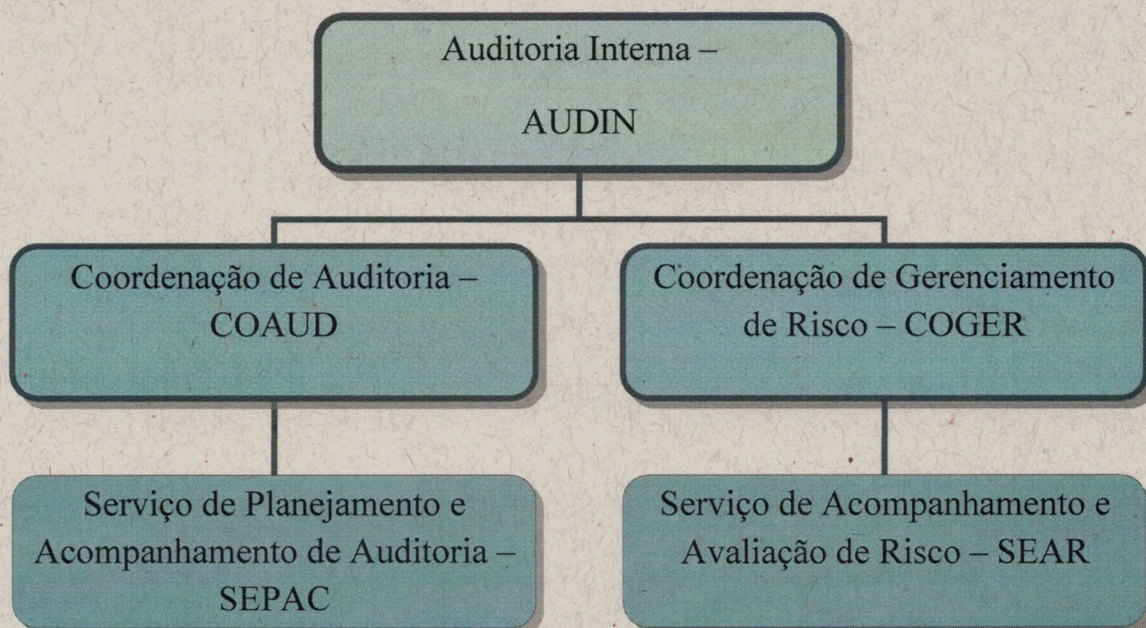 Auditoria Interna –
AUDIN
Coordenação de Auditoria –
COAUD
Coordenação de Gerenciamento
de Risco – COGER
Serviço de Planejamento e
Acompanhamento de Auditoria –
SEPAC
Serviço de Acompanhamento e
Avaliação de Risco – SEAR